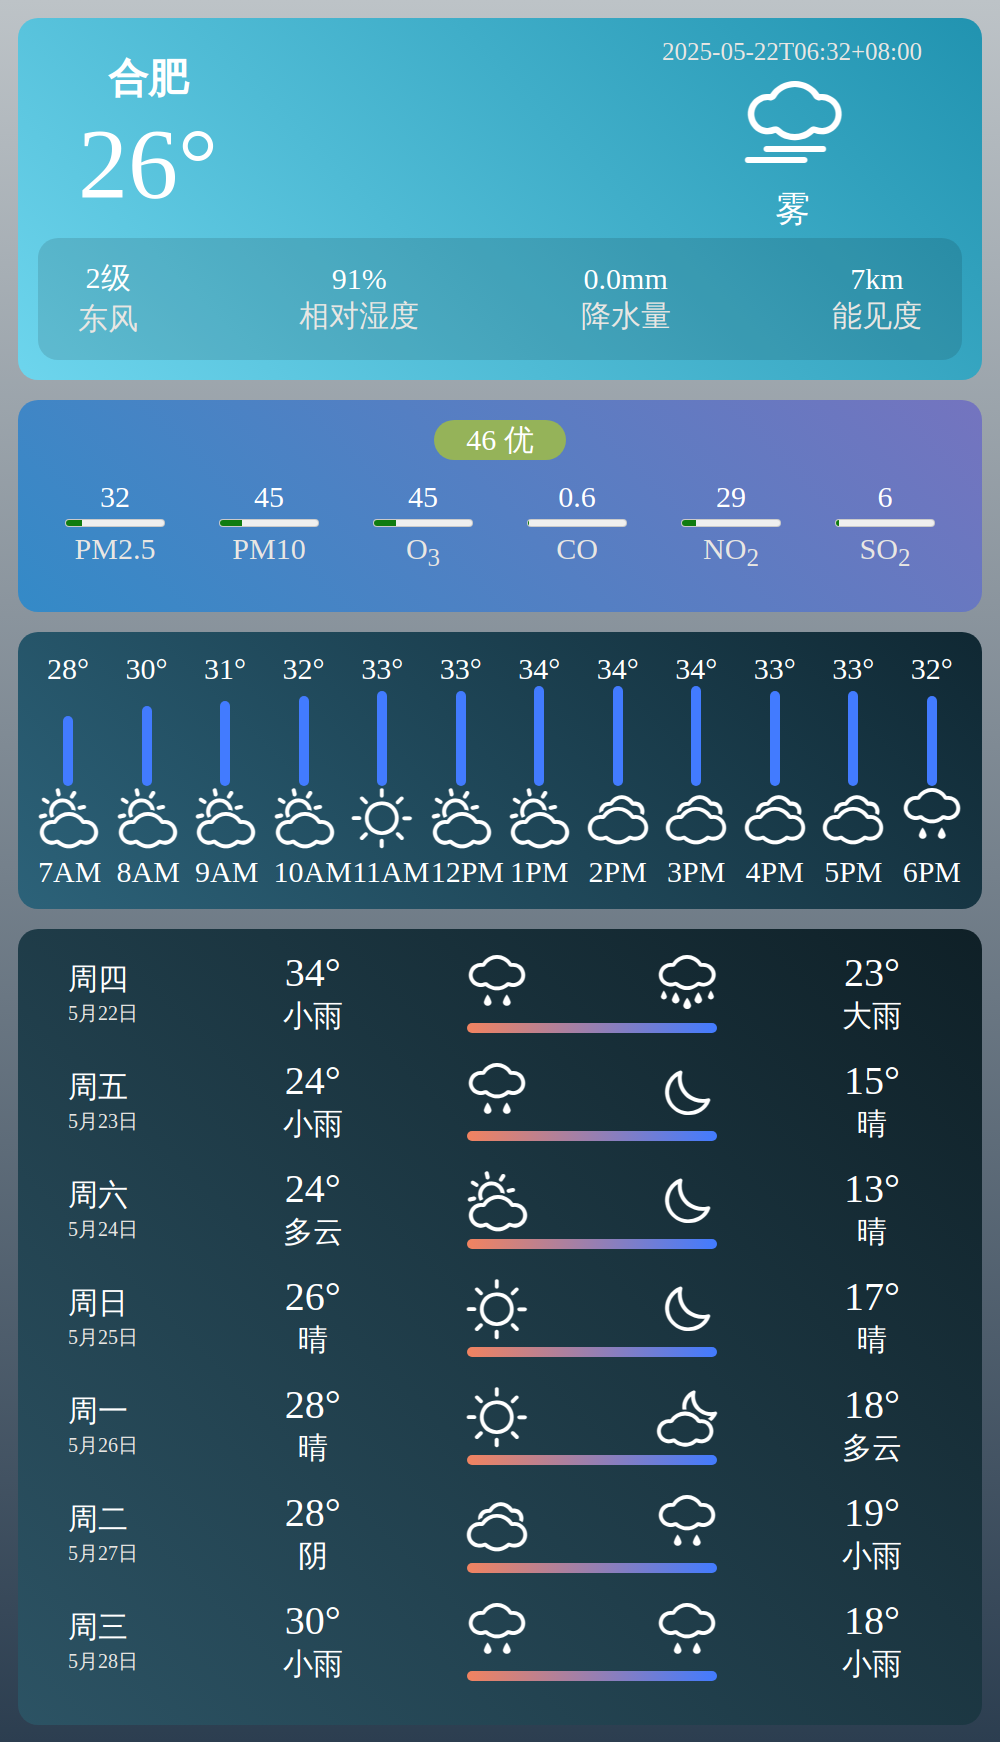 合肥
26°
2025-05-22T06:32+08:00
雾
2级 91% 0.0mm 7km
东风 相对湿度 降水量 能见度
46 优
32 45 45 0.6 29 6
PM2.5 PM10 O3 CO NO2 SO2
28° 30° 31° 32° 33° 33° 34° 34° 34° 33° 33° 32°
7AM 8AM 9AM 10AM 11AM 12PM 1PM 2PM 3PM 4PM 5PM 6PM
周四 34° 23°
5月22日 小雨 大雨
周五 24° 15°
5月23日 小雨 晴
周六 24° 13°
5月24日 多云 晴
周日 26° 17°
5月25日 晴 晴
周一 28° 18°
5月26日 晴 多云
周二 28° 19°
5月27日 阴 小雨
周三 30° 18°
5月28日 小雨 小雨